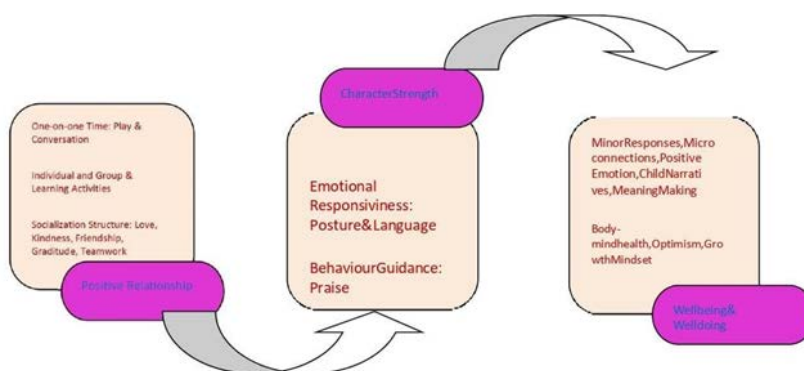 One-on-one Time: Play &
Conversation
Individual and Group &
Learning Activities
Socialization Structure: Love,
Kindness, Friendship,
Graditude, Teamwork
Positive Relationship
CharacterStrength
Emotional
Responsiviness:
Posture&Language
BehaviourGuidance:
Praise
MinorResponses,Micro
connections,Positive
Emotion,ChildNarrati
ves,MeaningMaking
Body-
mindhealth,Optimism,Gro
wthMindset
Wellbeing&
Welldoing